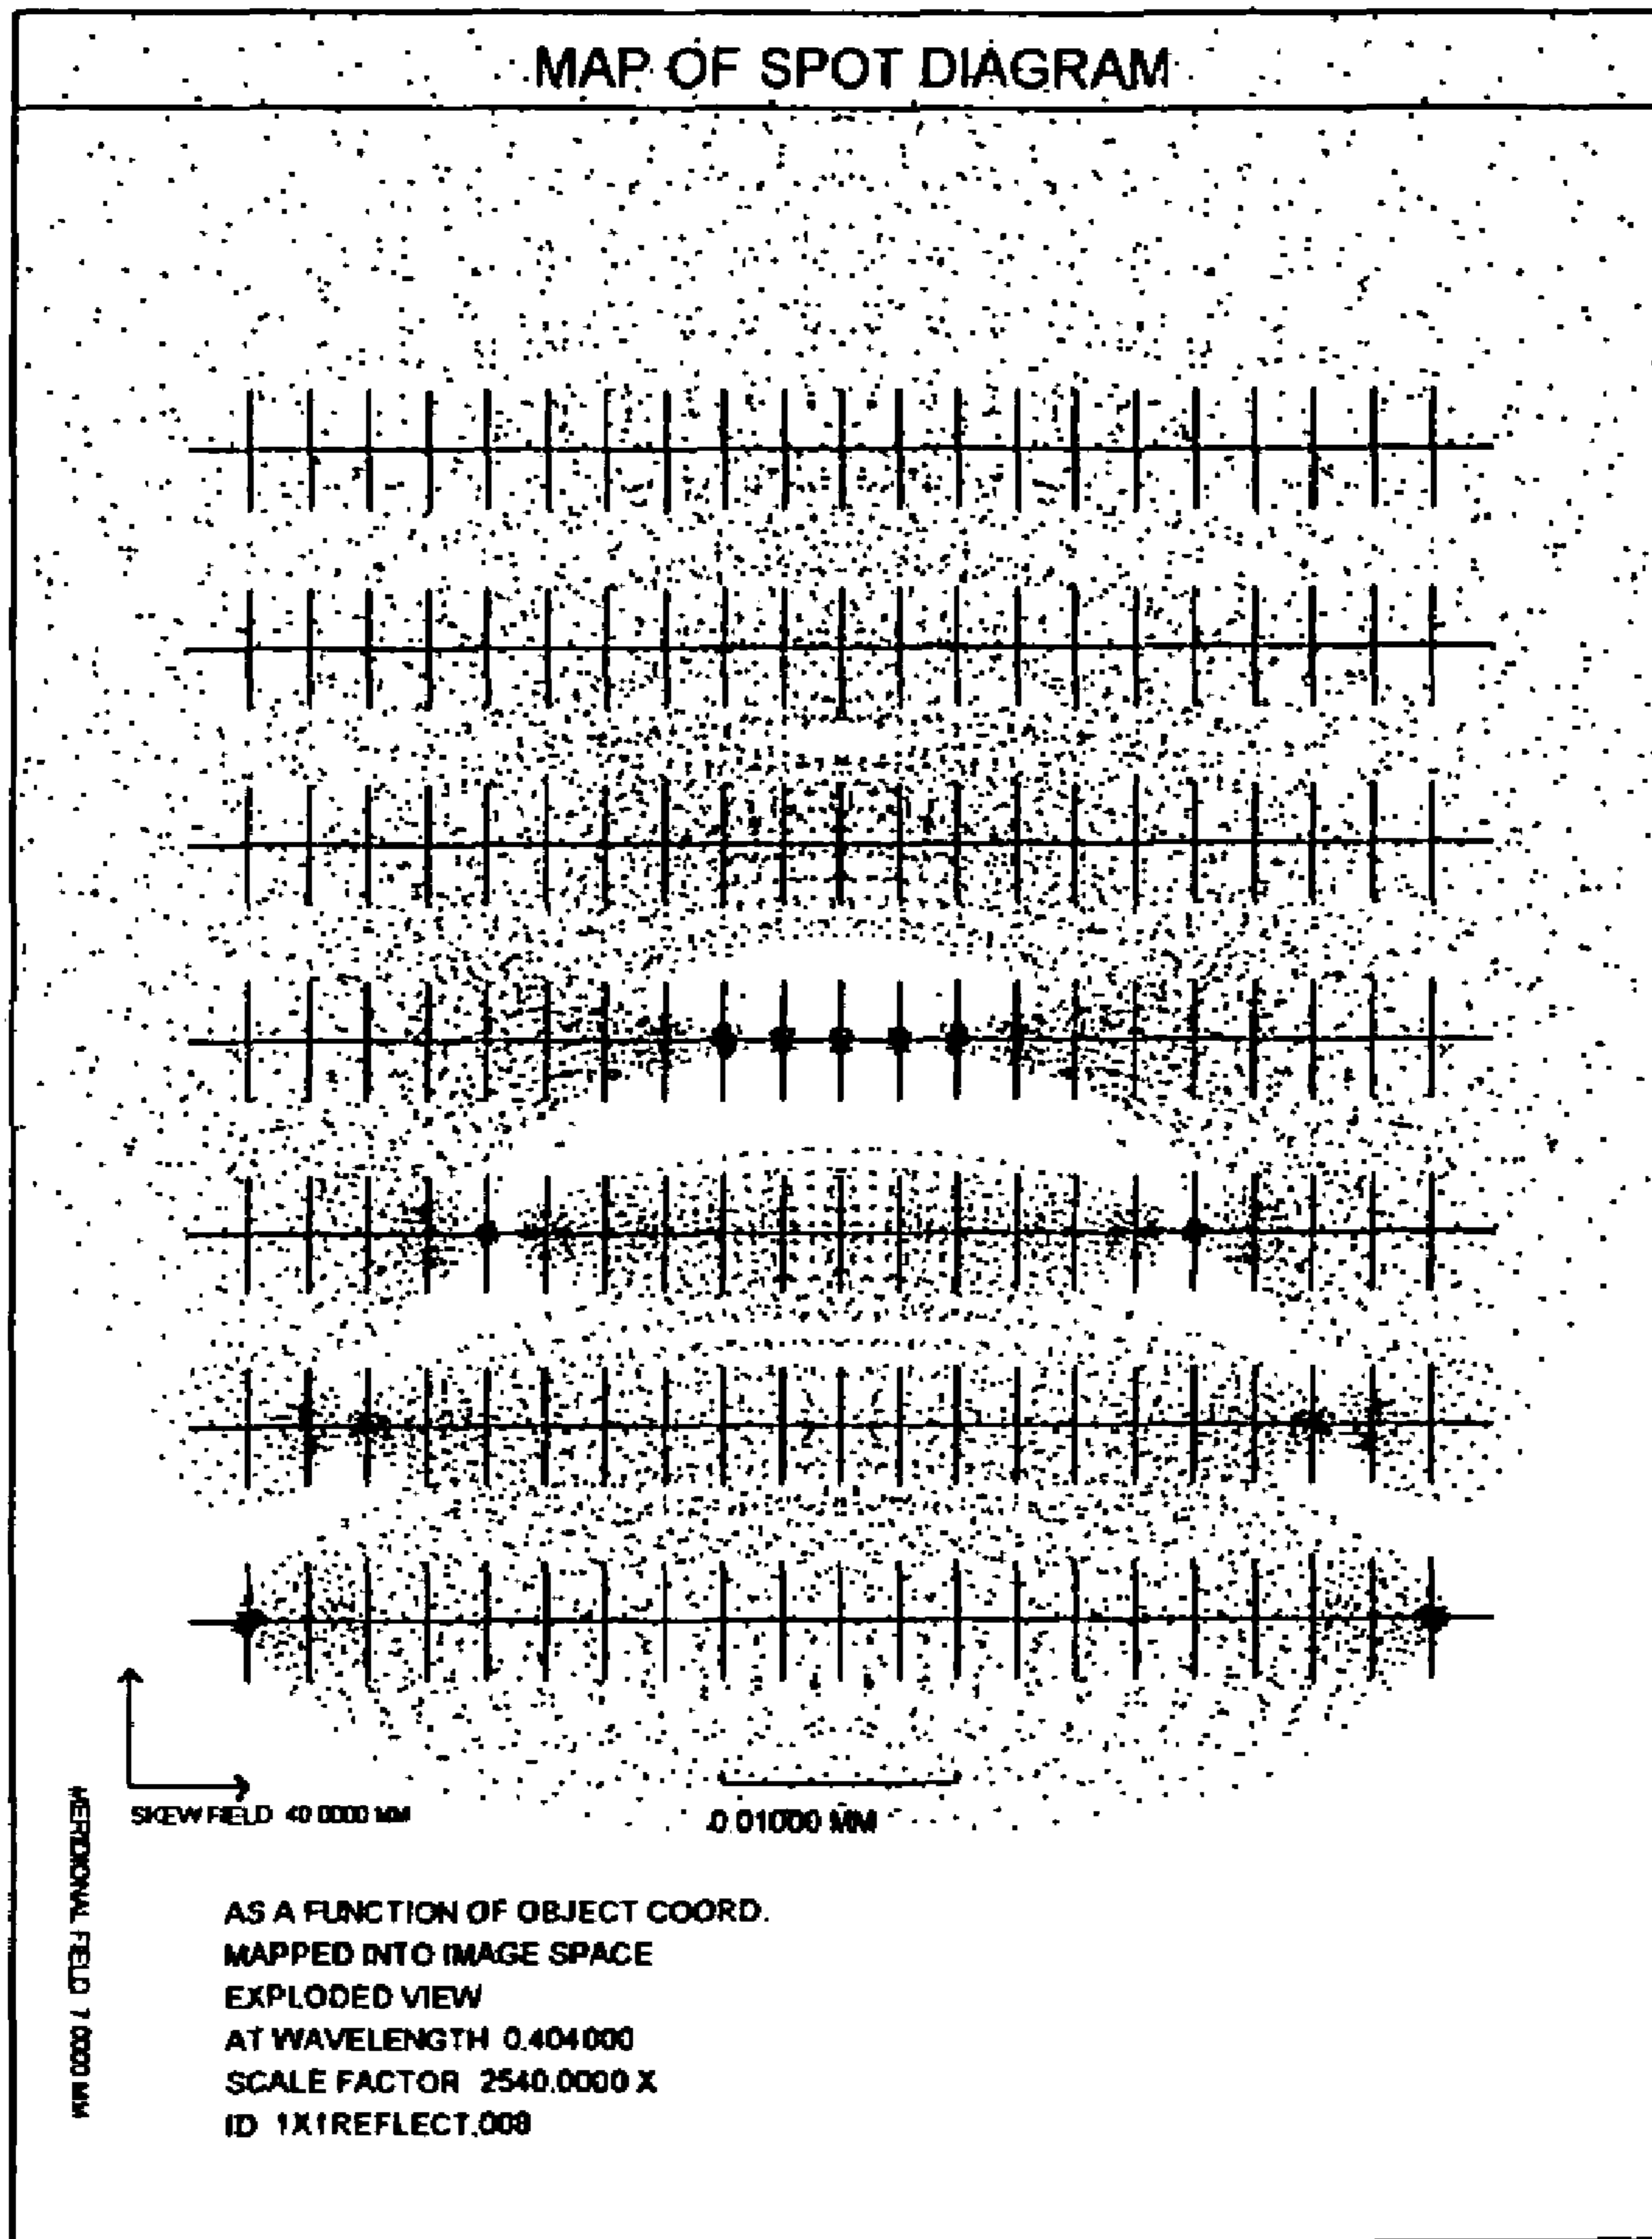 MAP OF SPOT DIAGRAM
SKEW FIELD 40.0000 MM
0.01000 MM
MERIDIONAL FIELD 7.0000 MM
AS A FUNCTION OF OBJECT COORD.
MAPPED INTO IMAGE SPACE
EXPLODED VIEW
AT WAVELENGTH 0.404000
SCALE FACTOR 2540.0000 X
ID 1X1REFLECT.008